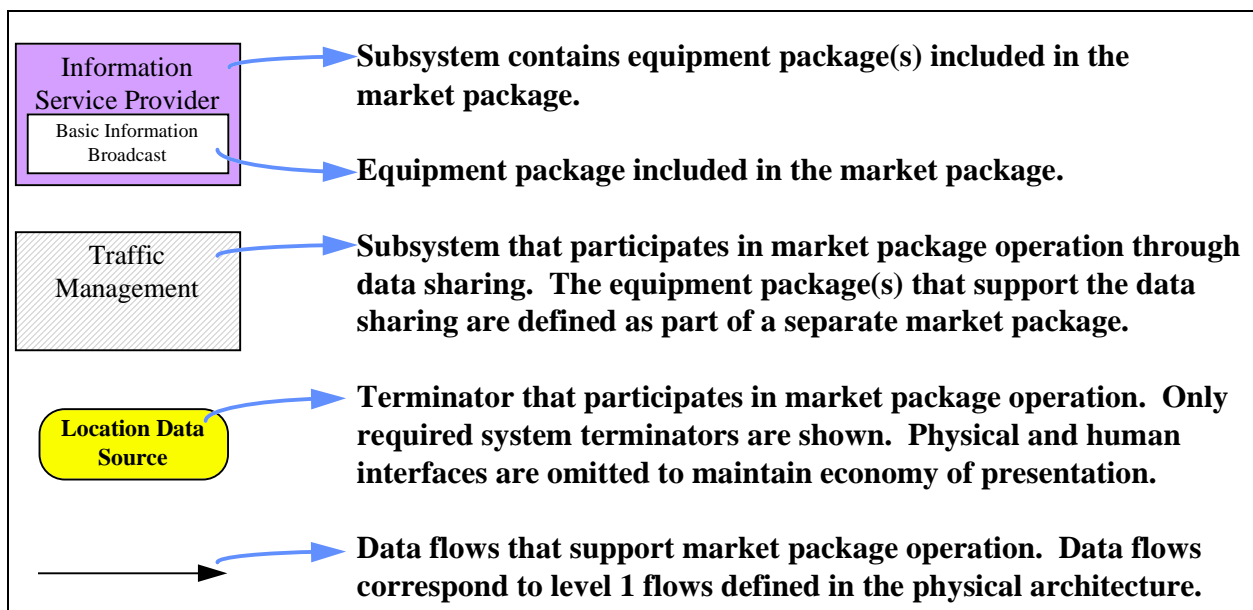 Information
Service Provider
Basic Information
Broadcast
Subsystem contains equipment package(s) included in the
market package.
Equipment package included in the market package.
Traffic
Management
Subsystem that participates in market package operation through
data sharing.  The equipment package(s) that support the data
sharing are defined as part of a separate market package.
Location Data
Source
Terminator that participates in market package operation.  Only
required system terminators are shown.  Physical and human
interfaces are omitted to maintain economy of presentation.
Data flows that support market package operation.  Data flows
correspond to level 1 flows defined in the physical architecture.